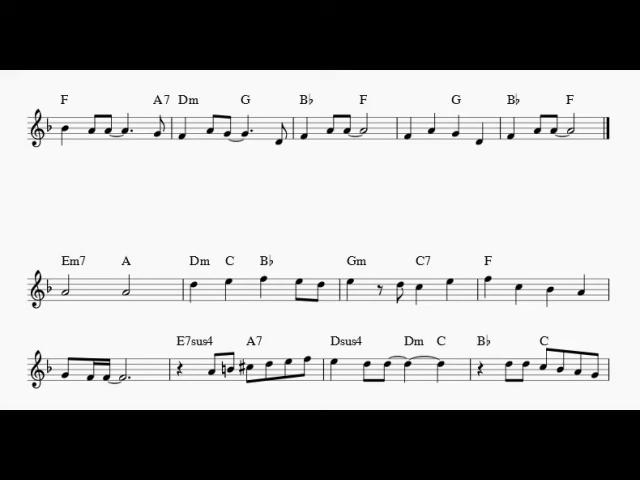 F A7 Dm G B♭ F G B♭ F
Em7 A Dm C B♭ Gm C7 F
E7sus4 A7 Dsus4 Dm C B♭ C